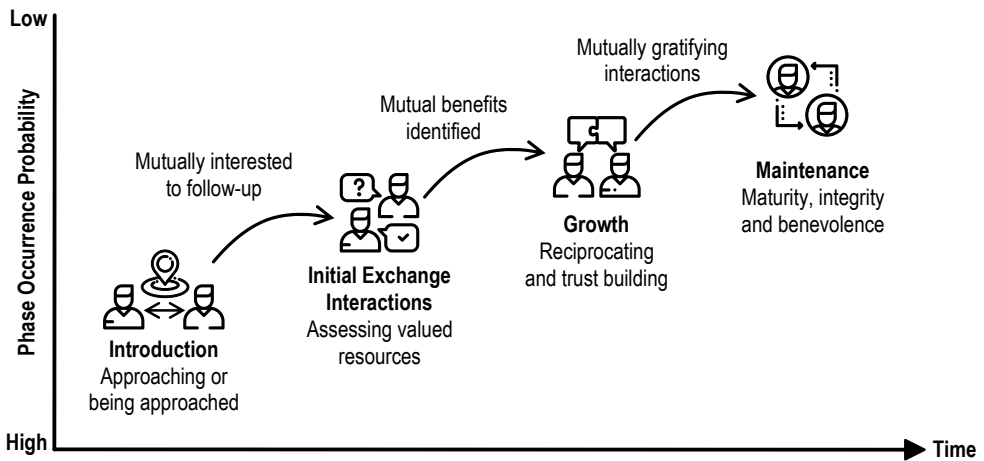 Low
Phase Occurrence Probability
High
Time
Mutually interested
to follow-up
Mutual benefits
identified
Mutually gratifying
interactions
Introduction
Approaching or
being approached
?
Initial Exchange
Interactions
Assessing valued
resources
Growth
Reciprocating
and trust building
Maintenance
Maturity, integrity
and benevolence